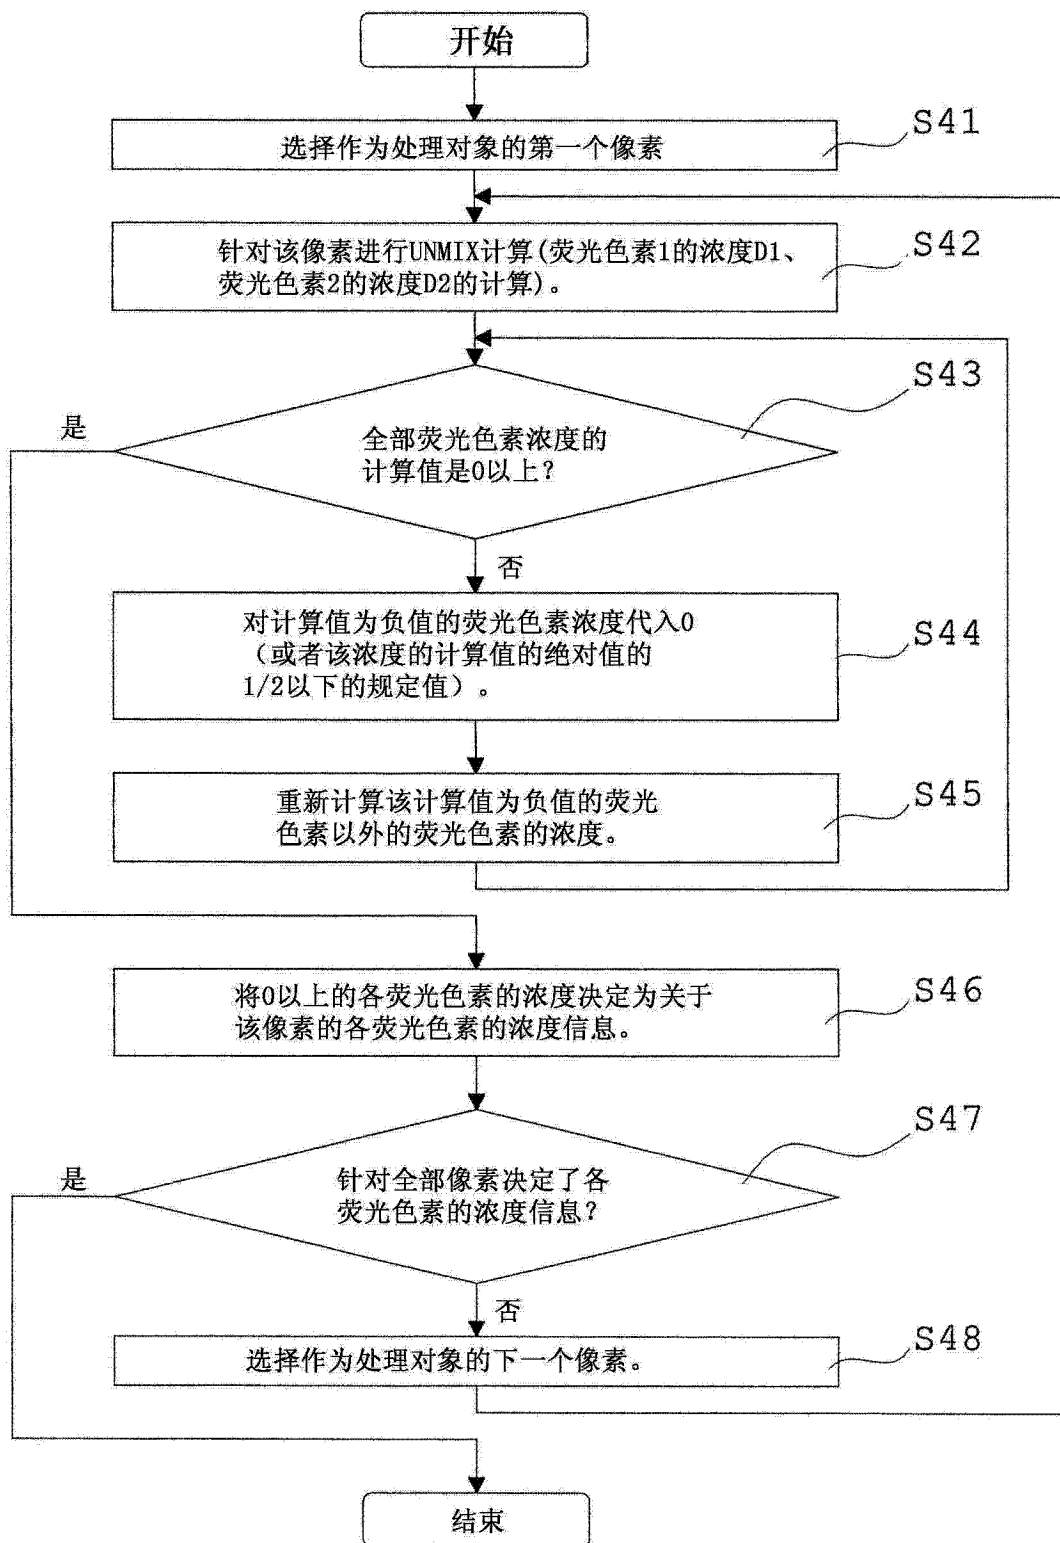 开始
S41
选择作为处理对象的第一个像素
S42
针对该像素进行UNMIX计算(荧光色素1的浓度D1、
荧光色素2的浓度D2的计算)。
S43
是
全部荧光色素浓度的
计算值是0以上?
否
对计算值为负值的荧光色素浓度代入0
(或者该浓度的计算值的绝对值的
1/2以下的规定值)。
S44
重新计算该计算值为负值的荧光
色素以外的荧光色素的浓度。
S45
将0以上的各荧光色素的浓度决定为关于
该像素的各荧光色素的浓度信息。
S46
S47
是
针对全部像素决定了各
荧光色素的浓度信息?
否
选择作为处理对象的下一个像素。
S48
结束